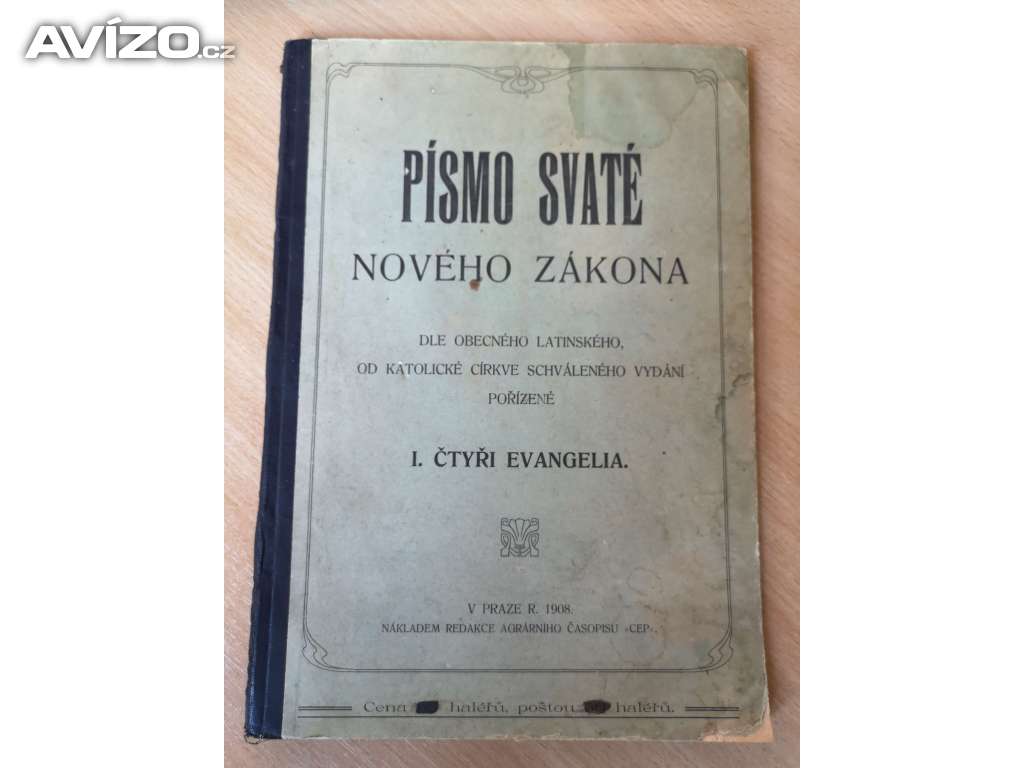 AVÍZO.cz
PÍSMO SVATÉ
NOVÉHO ZÁKONA
DLE OBECNÉHO LATINSKÉHO,
OD KATOLICKÉ CÍRKVE SCHVÁLENÉHO VYDÁNÍ
POŘÍZENÉ
I. ČTYŘI EVANGELIA.
V PRAZE R. 1908.
NÁKLADEM REDAKCE AGRÁRNÍHO ČASOPISU »CEP«.
Cena haléřů, poštou haléřů.